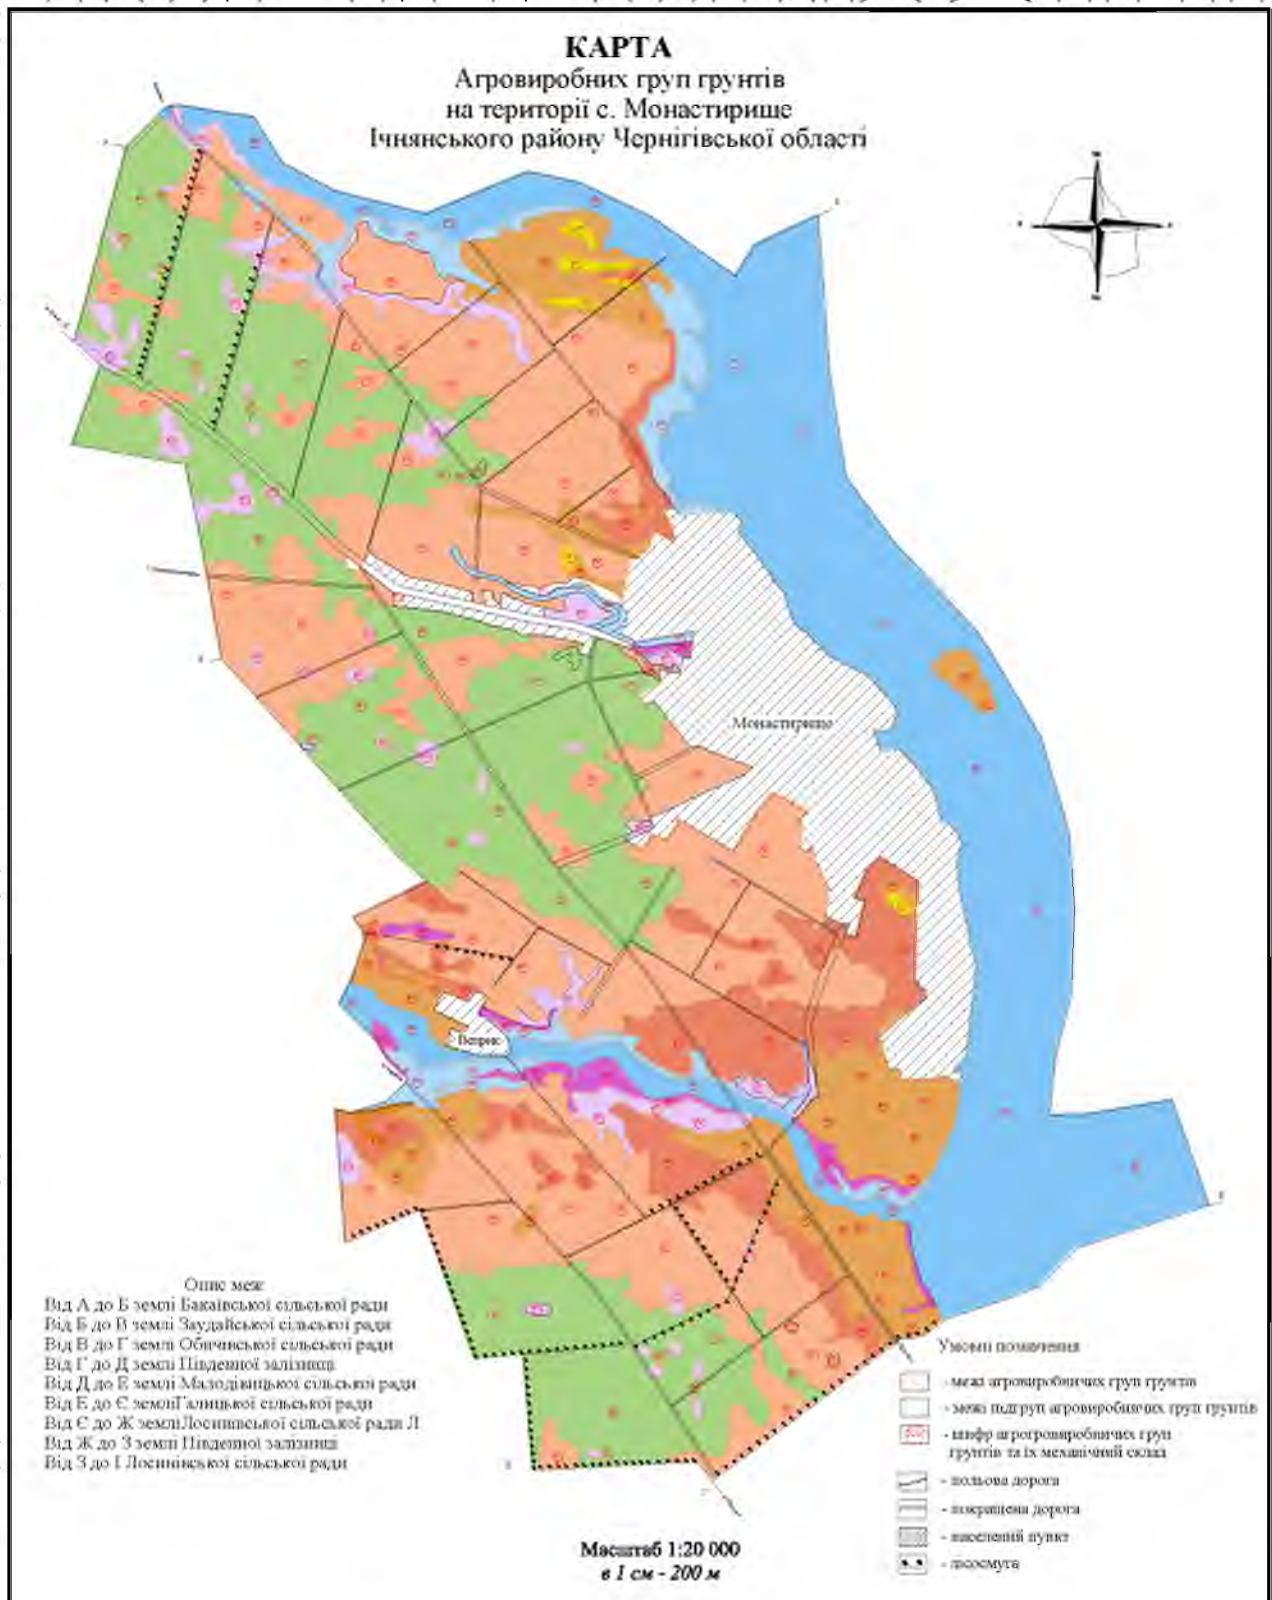 КАРТА
Агровиробних груп грунтів
на території с. Монастирище
Ічнянського району Чернігівської області
Монастирище
Веприк
Опис меж
Від А до Б землі Бакаївської сільської ради
Від Б до В землі Заудайської сільської ради
Від В до Г землі Обичівської сільської ради
Від Г до Д землі Південної залізниці
Від Д до Е землі Малодівицької сільської ради
Від Е до Є земліГалицької сільської ради
Від Є до Ж земліЛосинівської сільської ради Л
Від Ж до З землі Південної залізниці
Від З до І Лосинівської сільської ради
Умовні позначення
- межі агровиробничих груп грунтів
- межі підгруп агровиробничих груп грунтів
- шифр агрогровиробничих груп
грунтів та їх механічний склад
- польова дорога
- покращена дорога
- населений пункт
- лісосмуга
Масштаб 1:20 000
в 1 см - 200 м